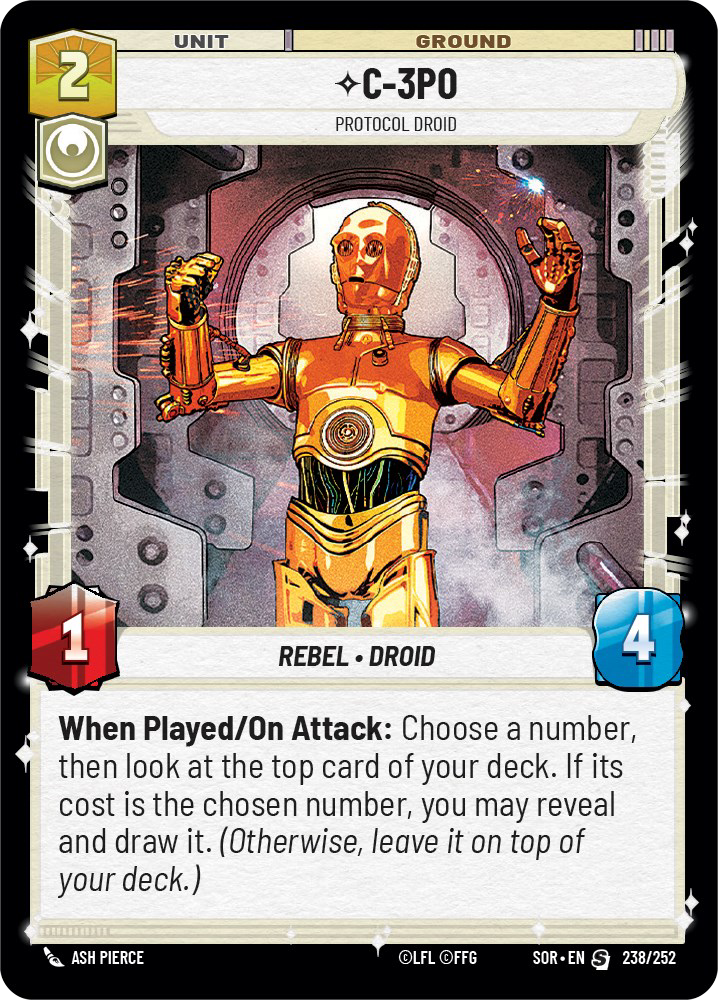 UNIT
GROUND
2
✧C-3PO
PROTOCOL DROID
1
REBEL • DROID
4
When Played/On Attack: Choose a number,
then look at the top card of your deck. If its
cost is the chosen number, you may reveal
and draw it. (Otherwise, leave it on top of
your deck.)
ASH PIERCE
©LFL ©FFG
SOR • EN S 238/252